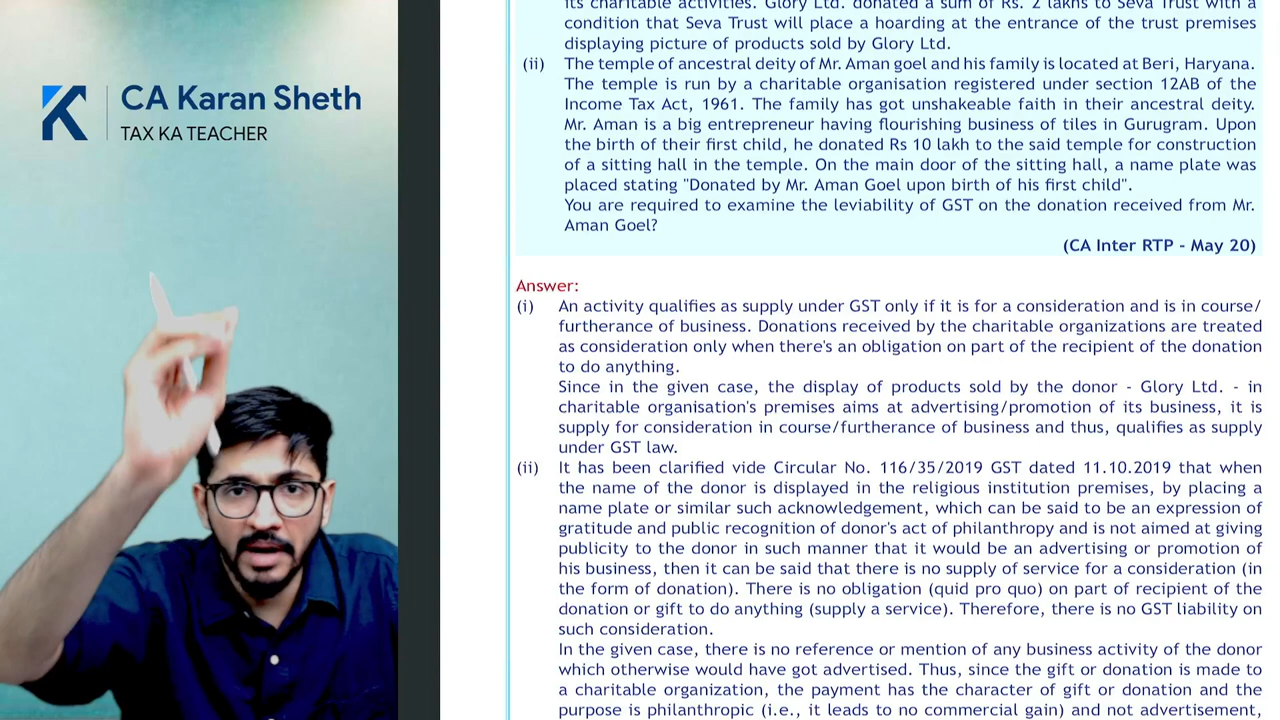 CA Karan Sheth
TAX KA TEACHER
its charitable activities. Glory Ltd. donated a sum of Rs. 2 lakhs to Seva Trust with a
condition that Seva Trust will place a hoarding at the entrance of the trust premises
displaying picture of products sold by Glory Ltd.
(ii) The temple of ancestral deity of Mr. Aman goel and his family is located at Beri, Haryana.
The temple is run by a charitable organisation registered under section 12AB of the
Income Tax Act, 1961. The family has got unshakeable faith in their ancestral deity.
Mr. Aman is a big entrepreneur having flourishing business of tiles in Gurugram. Upon
the birth of their first child, he donated Rs 10 lakh to the said temple for construction
of a sitting hall in the temple. On the main door of the sitting hall, a name plate was
placed stating "Donated by Mr. Aman Goel upon birth of his first child".
You are required to examine the leviability of GST on the donation received from Mr.
Aman Goel?
(CA Inter RTP - May 20)
Answer:
(i) An activity qualifies as supply under GST only if it is for a consideration and is in course/
furtherance of business. Donations received by the charitable organizations are treated
as consideration only when there's an obligation on part of the recipient of the donation
to do anything.
Since in the given case, the display of products sold by the donor - Glory Ltd. - in
charitable organisation's premises aims at advertising/promotion of its business, it is
supply for consideration in course/furtherance of business and thus, qualifies as supply
under GST law.
(ii) It has been clarified vide Circular No. 116/35/2019 GST dated 11.10.2019 that when
the name of the donor is displayed in the religious institution premises, by placing a
name plate or similar such acknowledgement, which can be said to be an expression of
gratitude and public recognition of donor's act of philanthropy and is not aimed at giving
publicity to the donor in such manner that it would be an advertising or promotion of
his business, then it can be said that there is no supply of service for a consideration (in
the form of donation). There is no obligation (quid pro quo) on part of recipient of the
donation or gift to do anything (supply a service). Therefore, there is no GST liability on
such consideration.
In the given case, there is no reference or mention of any business activity of the donor
which otherwise would have got advertised. Thus, since the gift or donation is made to
a charitable organization, the payment has the character of gift or donation and the
purpose is philanthropic (i.e., it leads to no commercial gain) and not advertisement,